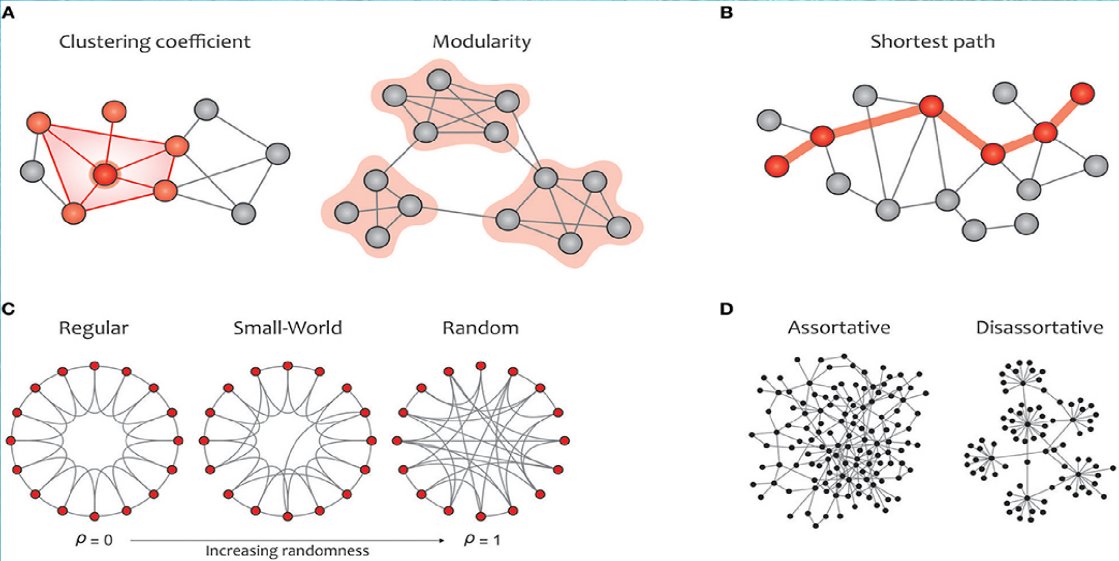 A
Clustering coefficient
Modularity
B
Shortest path
C
Regular
Small-World
Random
ρ = 0
Increasing randomness
ρ = 1
D
Assortative
Disassortative